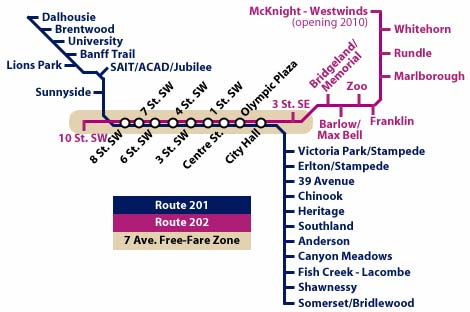 Dalhousie
Brentwood
University
Banff Trail
Lions Park
SAIT/ACAD/Jubilee
Sunnyside
McKnight - Westwinds
(opening 2010)
Whitehorn
Rundle
Marlborough
Franklin
Zoo
Barlow/
Max Bell
Bridgeland/
Memorial
3 St. SE
Olympic Plaza
1 St. SW
4 St. SW
7 St. SW
10 St. SW
8 St. SW
6 St. SW
3 St. SW
Centre St.
City Hall
Victoria Park/Stampede
Erlton/Stampede
39 Avenue
Chinook
Heritage
Southland
Anderson
Canyon Meadows
Fish Creek - Lacombe
Shawnessy
Somerset/Bridlewood
Route 201
Route 202
7 Ave. Free-Fare Zone